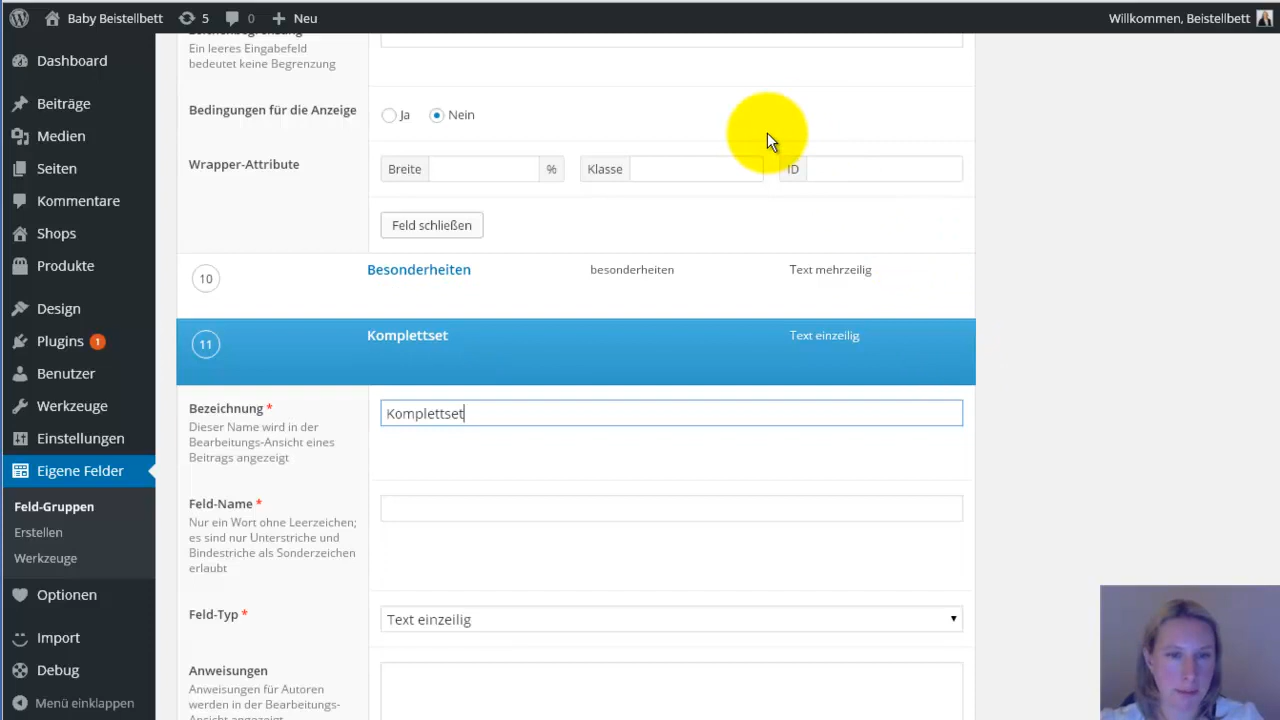 Baby Beistellbett 5 0 Neu Willkommen, Beistellbett
Dashboard
Beiträge
Medien
Seiten
Kommentare
Shops
Produkte
Design
Plugins 1
Benutzer
Werkzeuge
Einstellungen
Eigene Felder
Feld-Gruppen
Erstellen
Werkzeuge
Optionen
Import
Debug
Menü einklappen
Zeichenbegrenzung
Ein leeres Eingabefeld
bedeutet keine Begrenzung
Bedingungen für die Anzeige
Ja Nein
Wrapper-Attribute
Breite % Klasse ID
Feld schließen
10 Besonderheiten besonderheiten Text mehrzeilig
11 Komplettset Text einzeilig
Bezeichnung *
Dieser Name wird in der
Bearbeitungs-Ansicht eines
Beitrags angezeigt
Komplettset
Feld-Name *
Nur ein Wort ohne Leerzeichen;
es sind nur Unterstriche und
Bindestriche als Sonderzeichen
erlaubt
Feld-Typ *
Text einzeilig
Anweisungen
Anweisungen für Autoren
werden in der Bearbeitungs-
Ansicht angezeigt